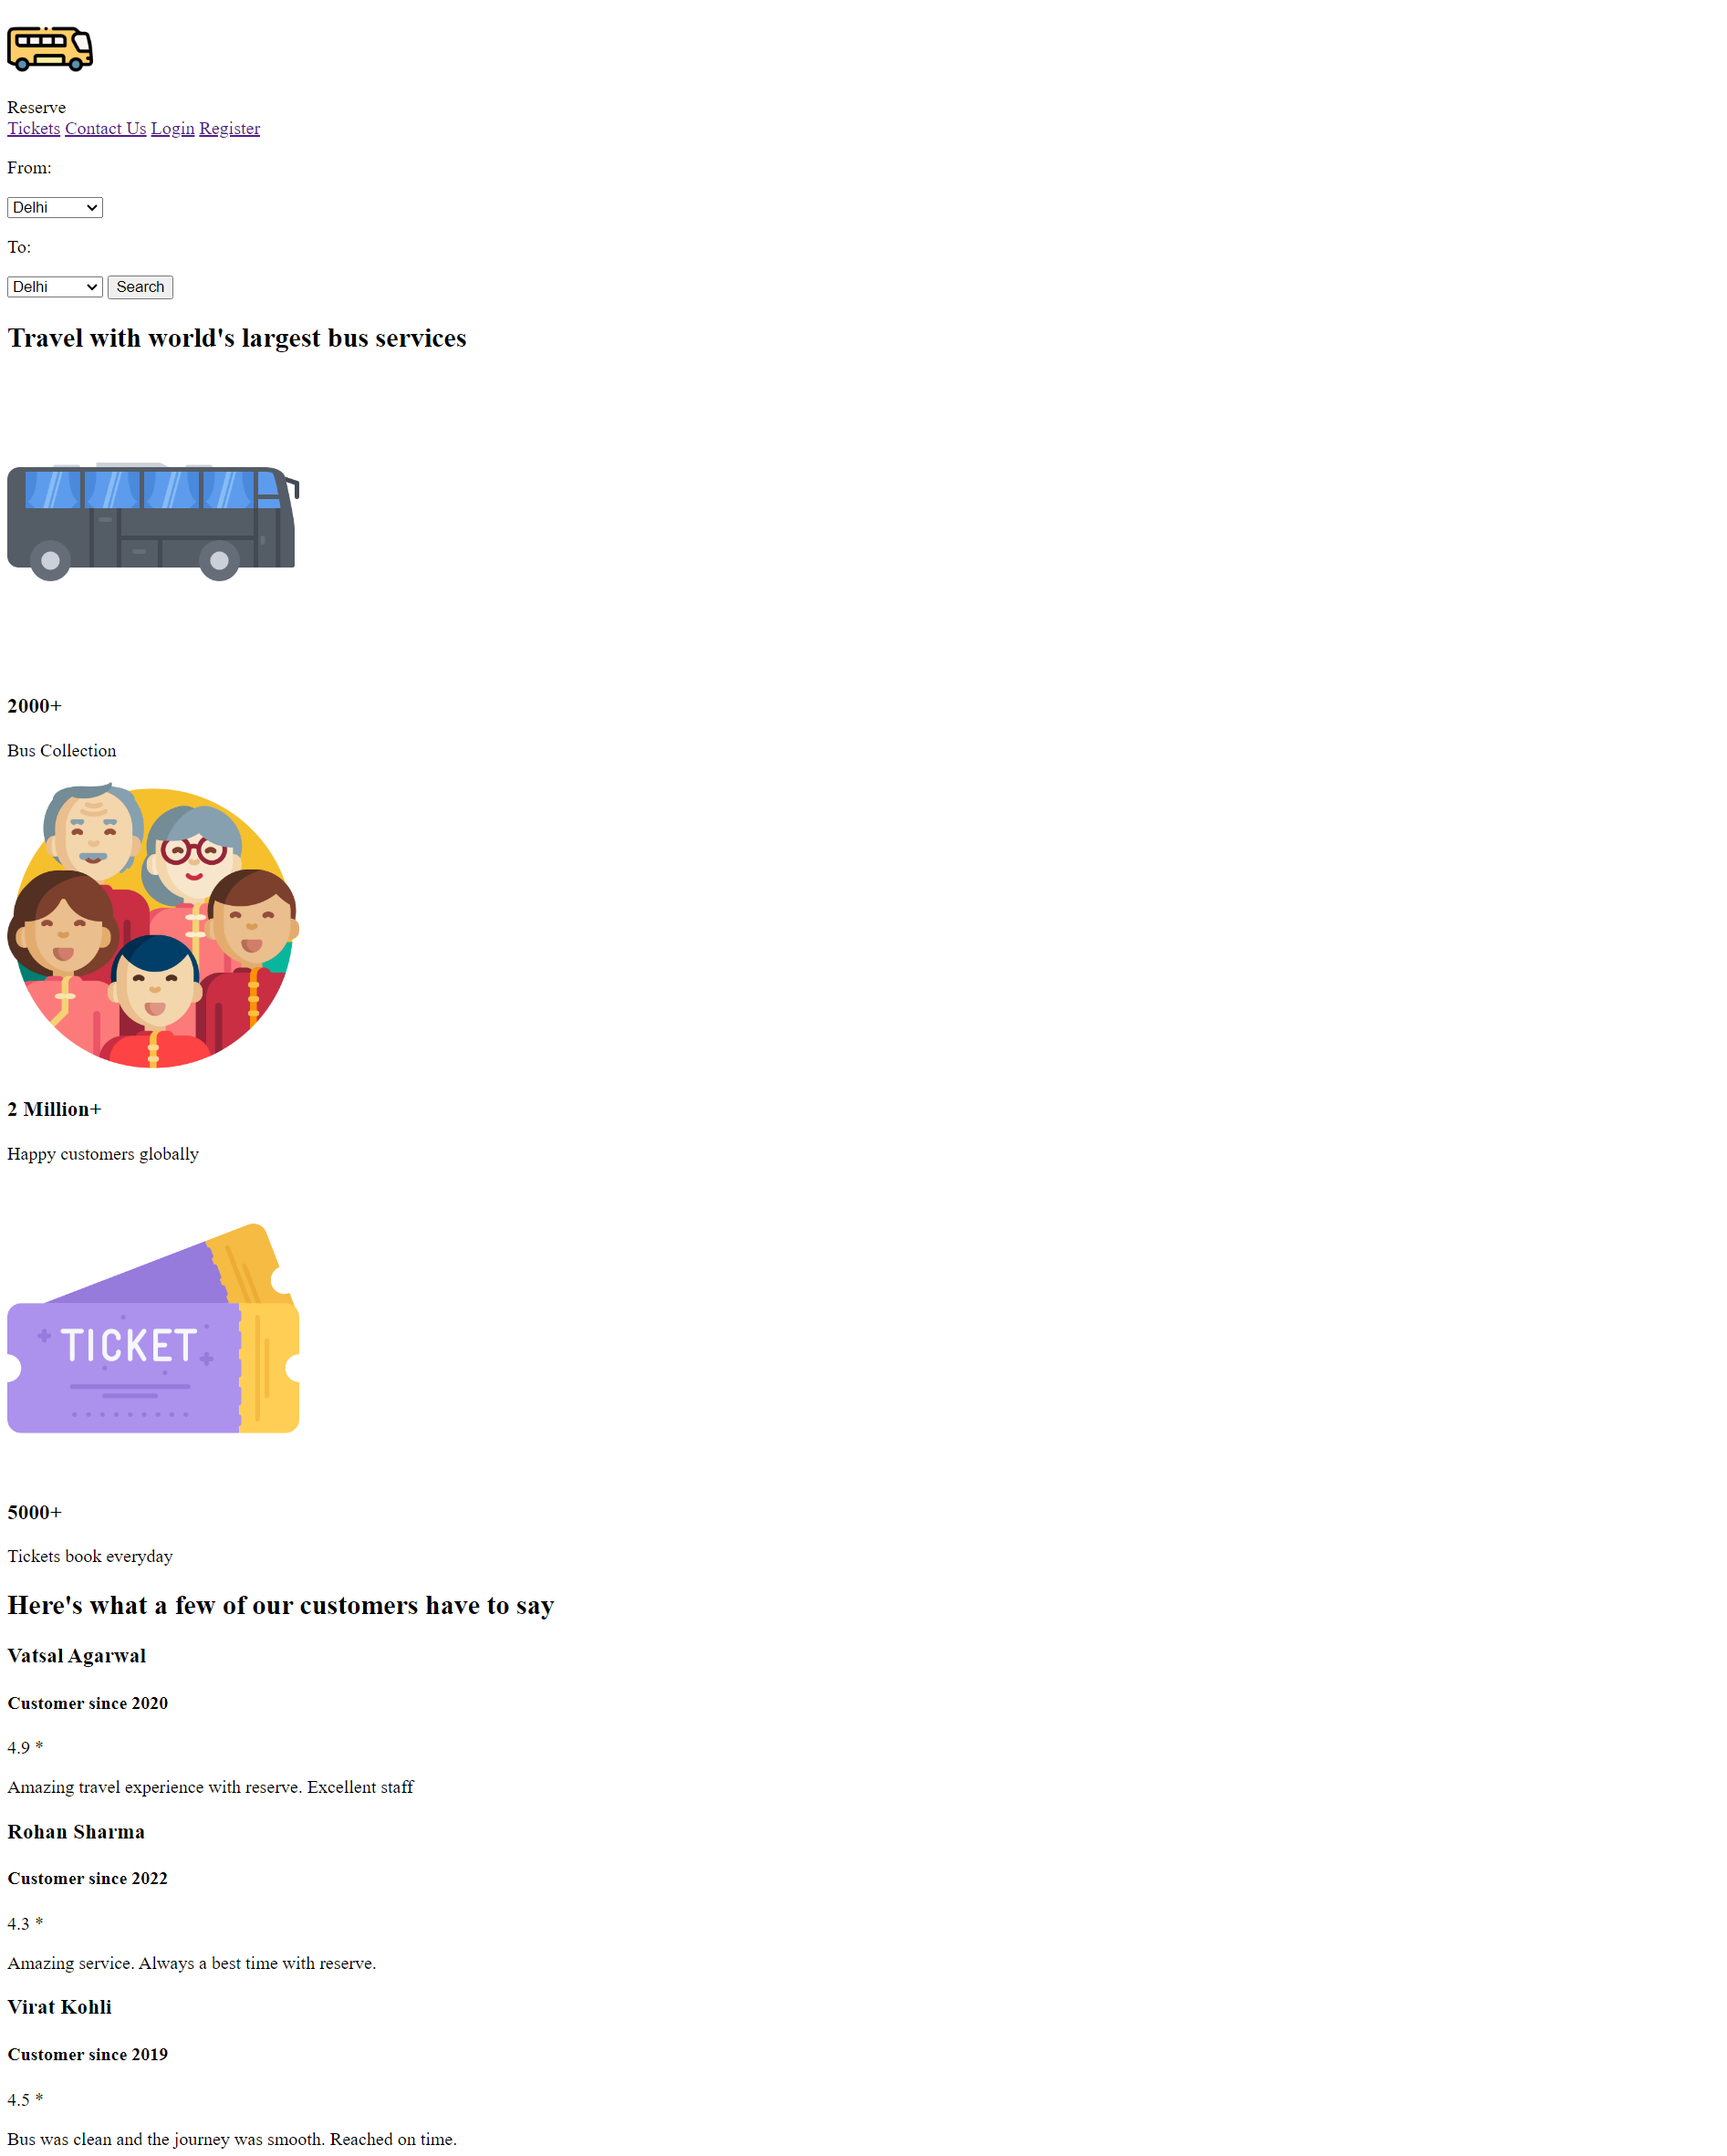 Reserve
Tickets Contact Us Login Register
From:
Delhi
To:
Delhi Search
Travel with world's largest bus services
2000+
Bus Collection
2 Million+
Happy customers globally
TICKET
5000+
Tickets book everyday
Here's what a few of our customers have to say
Vatsal Agarwal
Customer since 2020
4.9 *
Amazing travel experience with reserve. Excellent staff
Rohan Sharma
Customer since 2022
4.3 *
Amazing service. Always a best time with reserve.
Virat Kohli
Customer since 2019
4.5 *
Bus was clean and the journey was smooth. Reached on time.